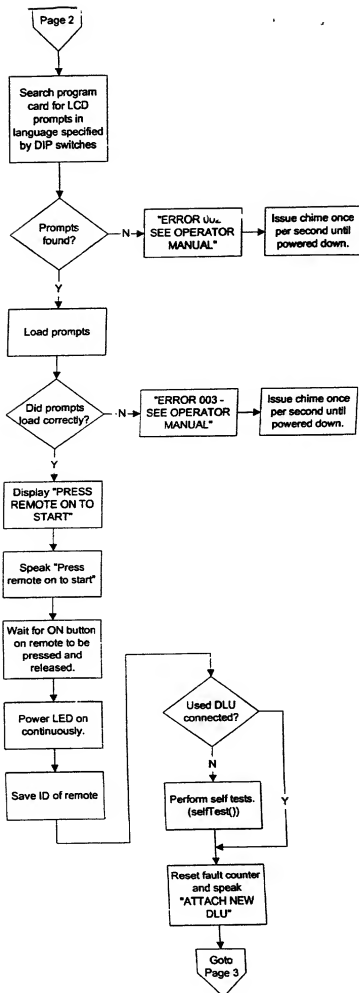 Page 2
Search program
card for LCD
prompts in
language specified
by DIP switches
Prompts
found?
N
"ERROR
SEE OPERATOR
MANUAL"
Issue chime once
per second until
powered down.
Y
Load prompts
Did prompts
load correctly?
N
"ERROR 003 -
SEE OPERATOR
MANUAL"
Issue chime once
per second until
powered down.
Y
Display "PRESS
REMOTE ON TO
START"
Speak "Press
remote on to start"
Wait for ON button
on remote to be
pressed and
released.
Power LED on
continuously.
Save ID of remote
Used DLU
connected?
N
Y
Perform self tests.
(selfTest())
Reset fault counter
and speak
"ATTACH NEW
DLU"
Goto
Page 3